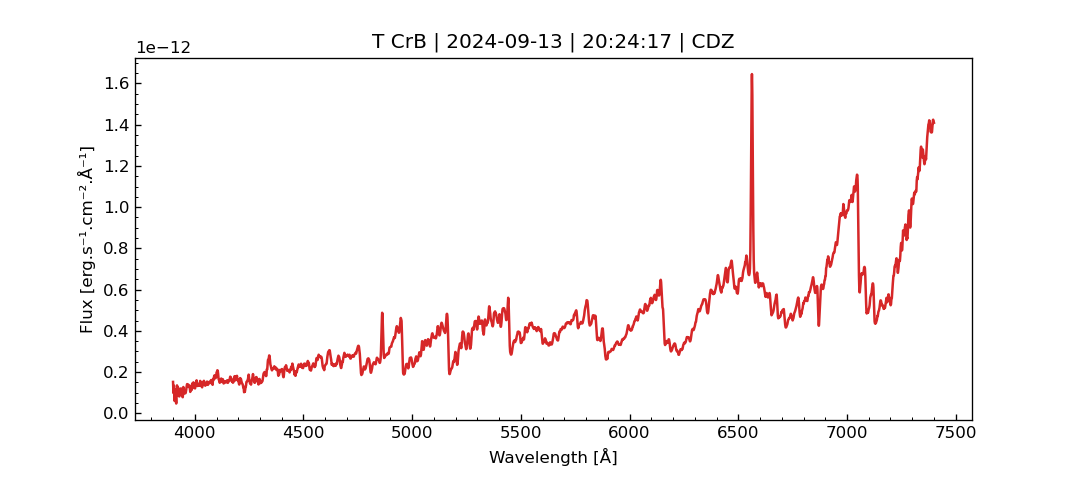 T CrB | 2024-09-13 | 20:24:17 | CDZ
1e−12
1.6
1.4
1.2
1.0
0.8
0.6
0.4
0.2
0.0
Flux [erg.s⁻¹.cm⁻².Å⁻¹]
4000 4500 5000 5500 6000 6500 7000 7500
Wavelength [Å]